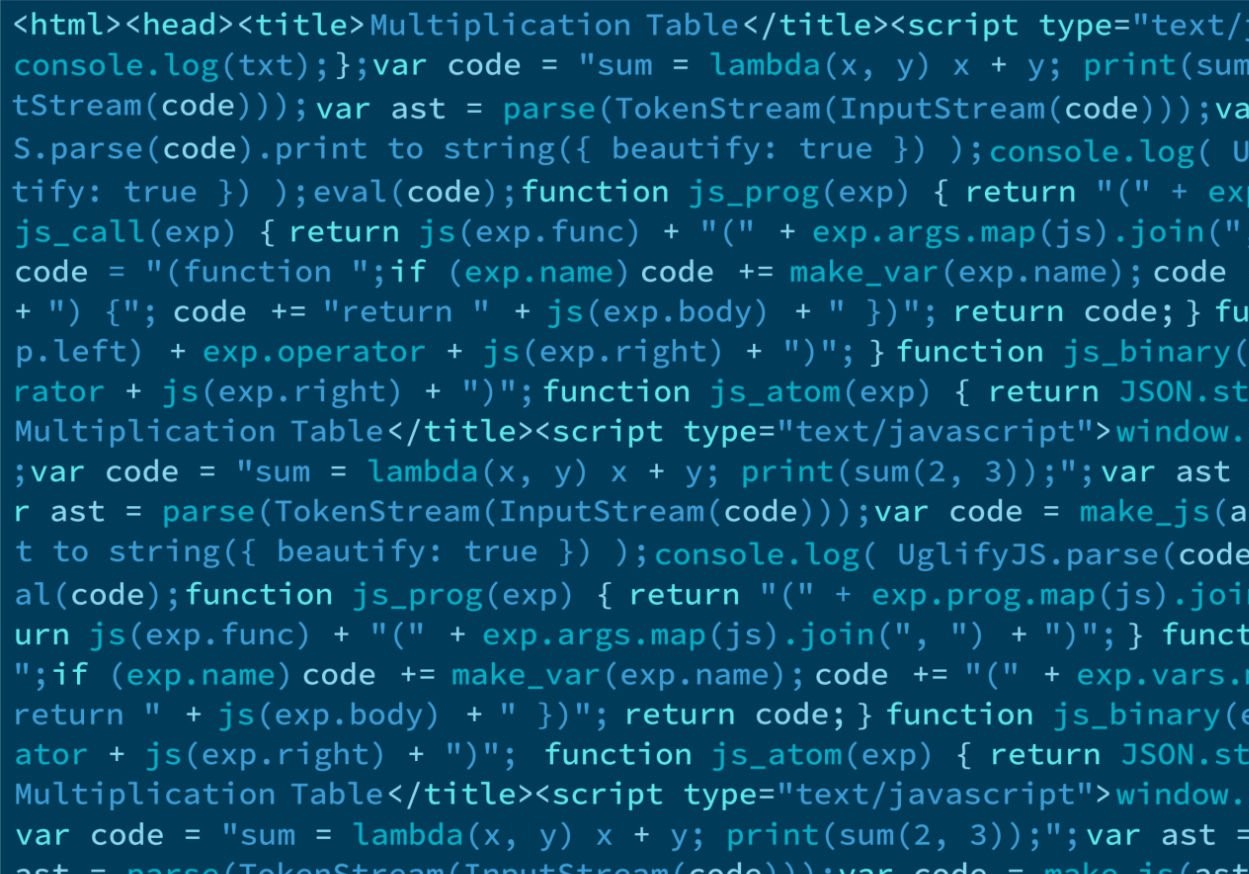 <html><head><title>Multiplication Table</title><script type="text/j
console.log(txt);};var code = "sum = lambda(x, y) x + y; print(sum
tStream(code)));var ast = parse(TokenStream(InputStream(code)));va
S.parse(code).print to string({ beautify: true }) );console.log( U
tify: true }) );eval(code);function js_prog(exp) { return "(" + exp
js_call(exp) { return js(exp.func) + "(" + exp.args.map(js).join("
code = "(function ";if (exp.name) code += make_var(exp.name); code
+ ") {"; code += "return " + js(exp.body) + " })"; return code; } fu
p.left) + exp.operator + js(exp.right) + ")"; } function js_binary(
rator + js(exp.right) + ")"; function js_atom(exp) { return JSON.st
Multiplication Table</title><script type="text/javascript">window.
;var code = "sum = lambda(x, y) x + y; print(sum(2, 3));";var ast
r ast = parse(TokenStream(InputStream(code)));var code = make_js(a
t to string({ beautify: true }) );console.log( UglifyJS.parse(code
al(code);function js_prog(exp) { return "(" + exp.prog.map(js).joi
urn js(exp.func) + "(" + exp.args.map(js).join(", ") + ")"; } funct
";if (exp.name) code += make_var(exp.name); code += "(" + exp.vars.
return " + js(exp.body) + " })"; return code; } function js_binary(e
ator + js(exp.right) + ")"; function js_atom(exp) { return JSON.st
Multiplication Table</title><script type="text/javascript">window.
var code = "sum = lambda(x, y) x + y; print(sum(2, 3));";var ast =
ast = parse(TokenStream(InputStream(code)));var code = make_js(ast